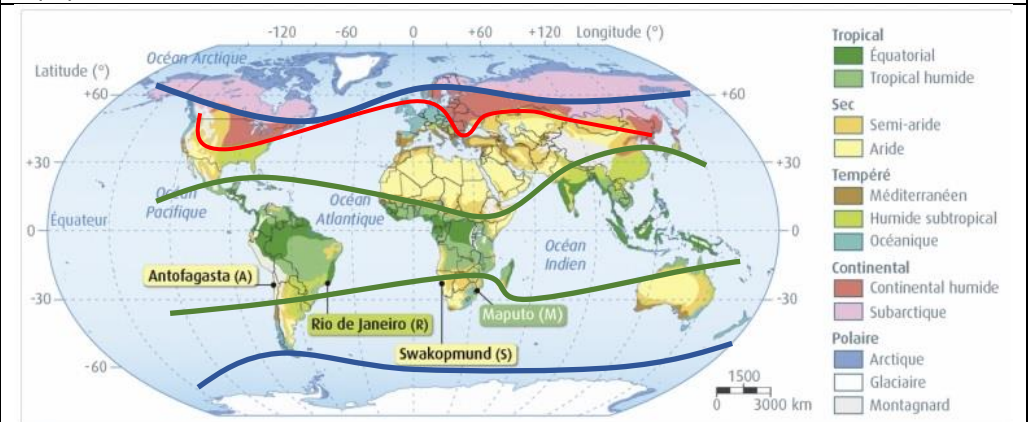 -120 -60 0 +60 +120 Longitude (°)
Océan Arctique
Latitude (°)
+60 +60
+30 +30
Océan
Pacifique
Océan
Atlantique
Équateur 0 0
Océan
Indien
Antofagasta (A)
-30 -30
Rio de Janeiro (R)
Maputo (M)
Swakopmund (S)
-60 -60
1500
0 3000 km
Tropical
Équatorial
Tropical humide
Sec
Semi-aride
Aride
Tempéré
Méditerranéen
Humide subtropical
Océanique
Continental
Continental humide
Subarctique
Polaire
Arctique
Glaciaire
Montagnard